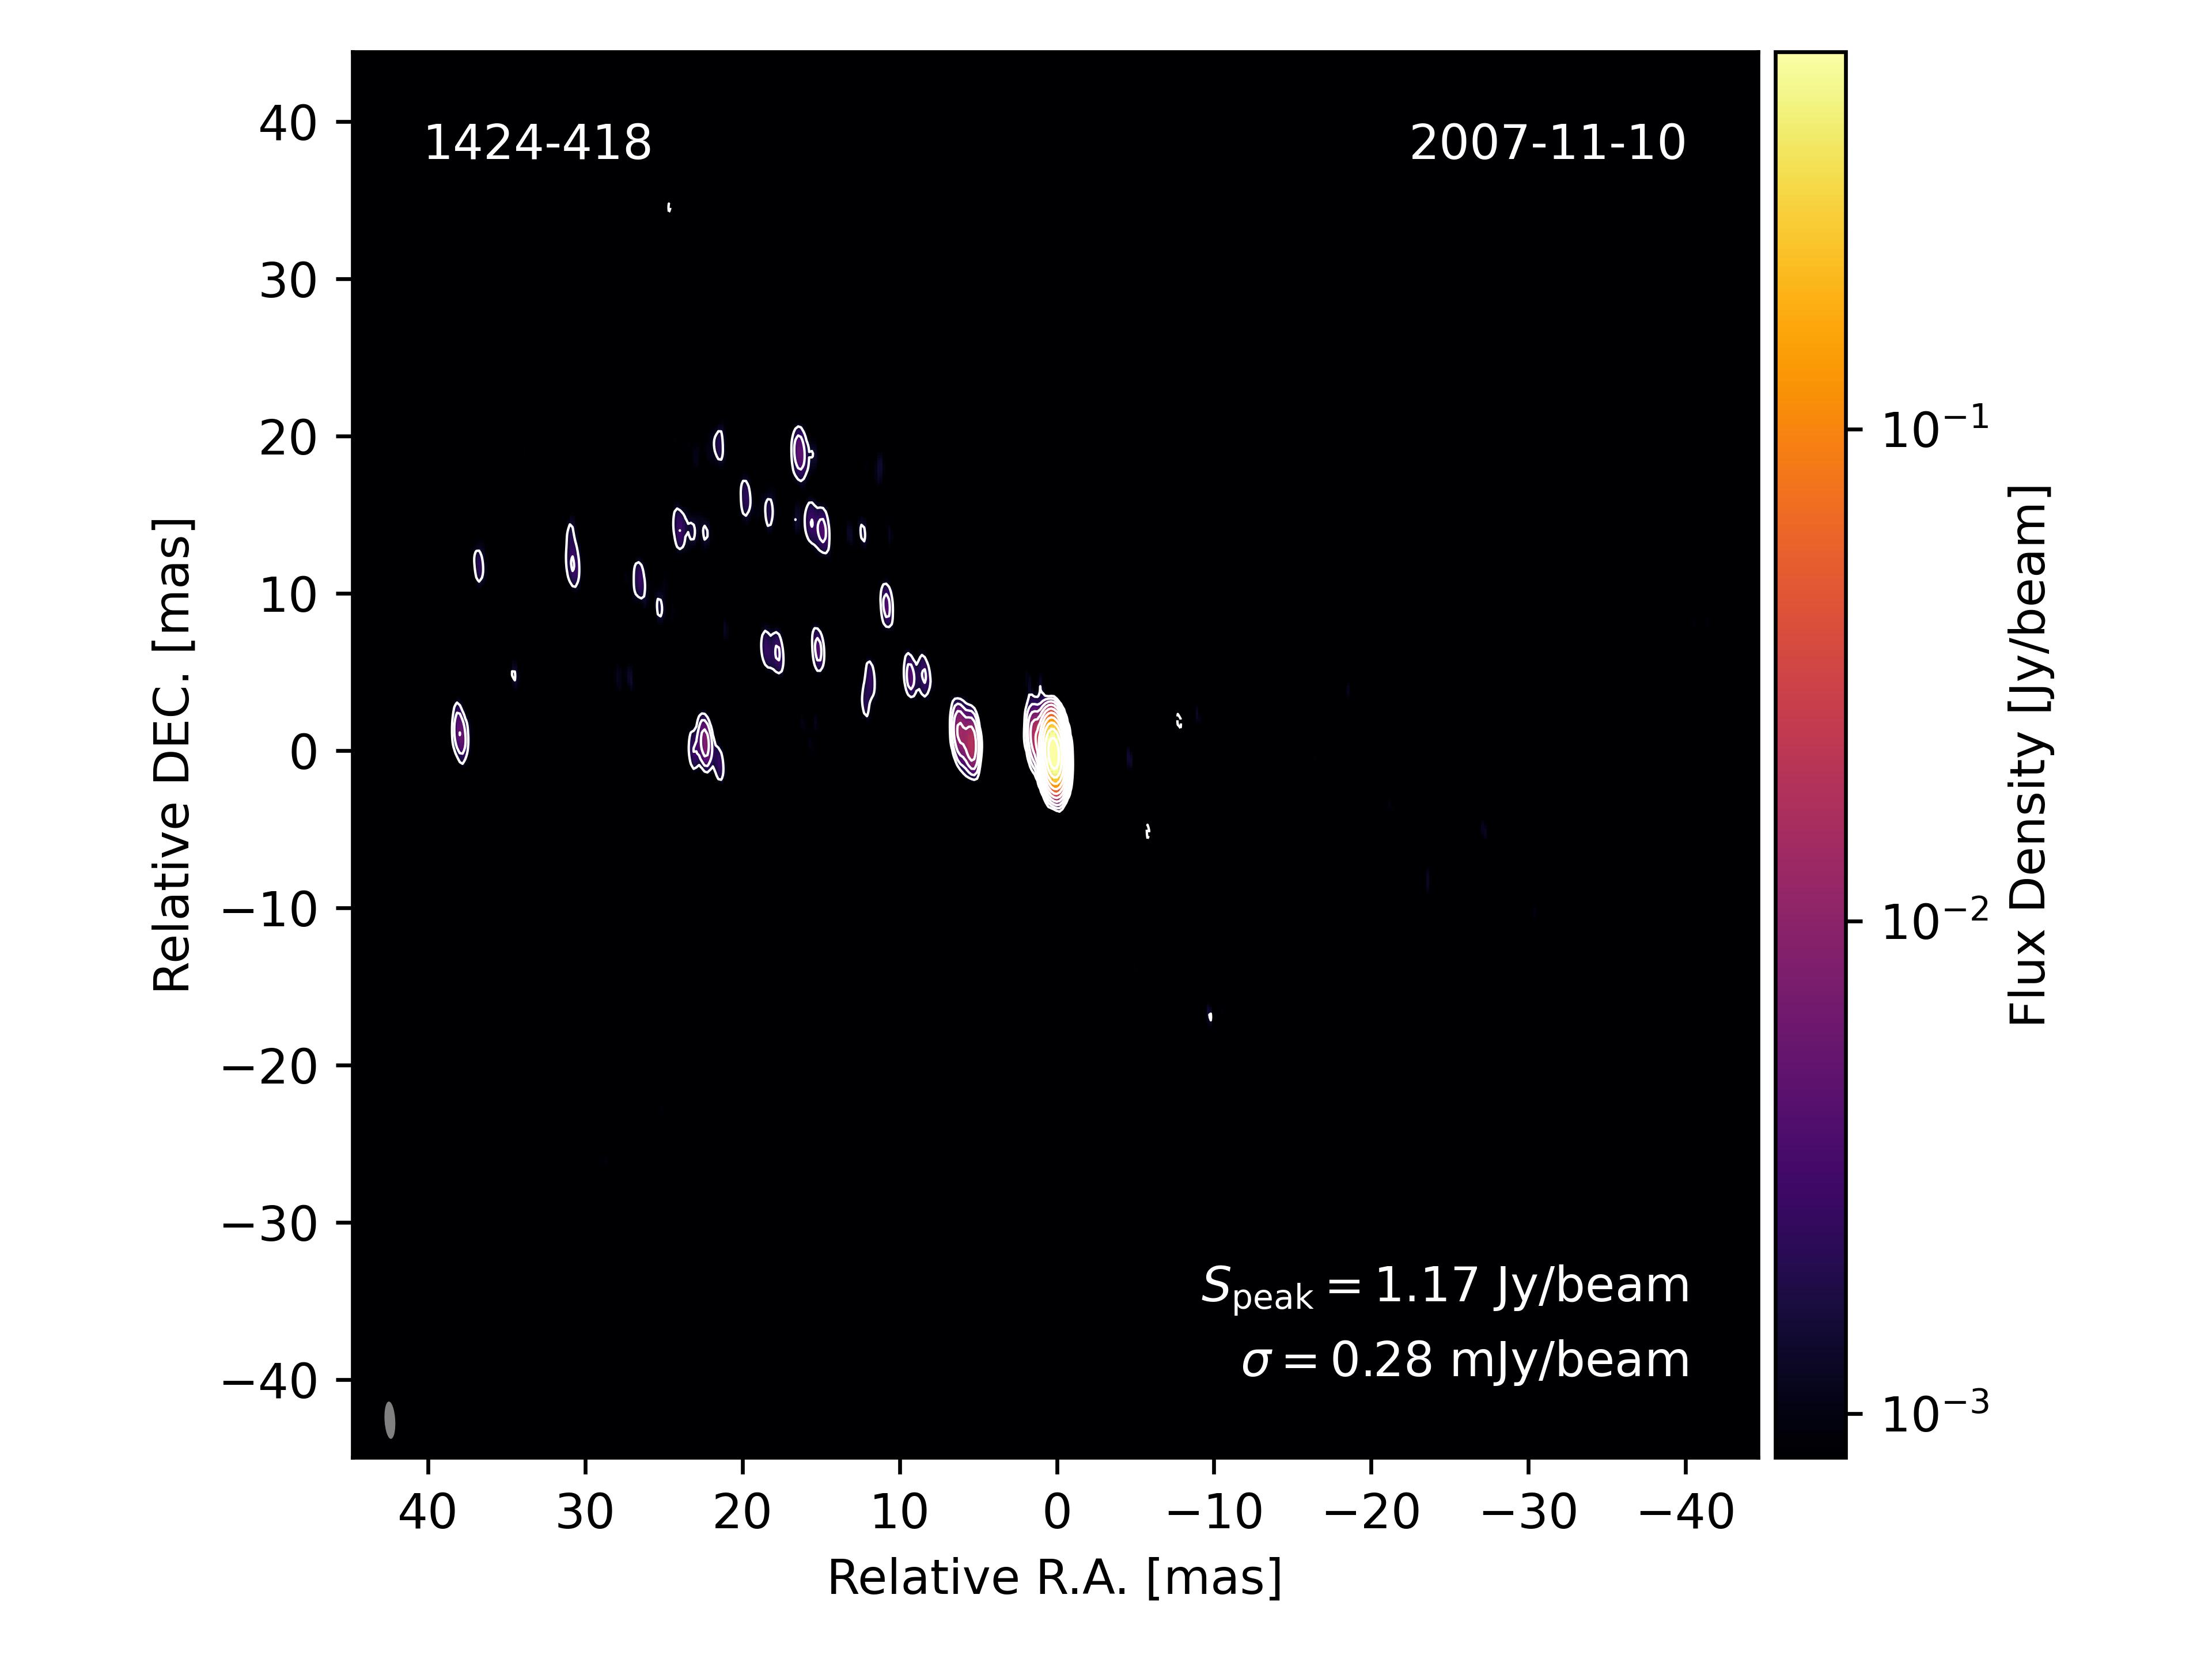 1424-418
2007-11-10
40
30
20
10
0
−10
−20
−30
−40
Relative DEC. [mas]
S_peak = 1.17 Jy/beam
σ = 0.28 mJy/beam
40 30 20 10 0 −10 −20 −30 −40
Relative R.A. [mas]
10⁻¹
10⁻²
10⁻³
Flux Density [Jy/beam]